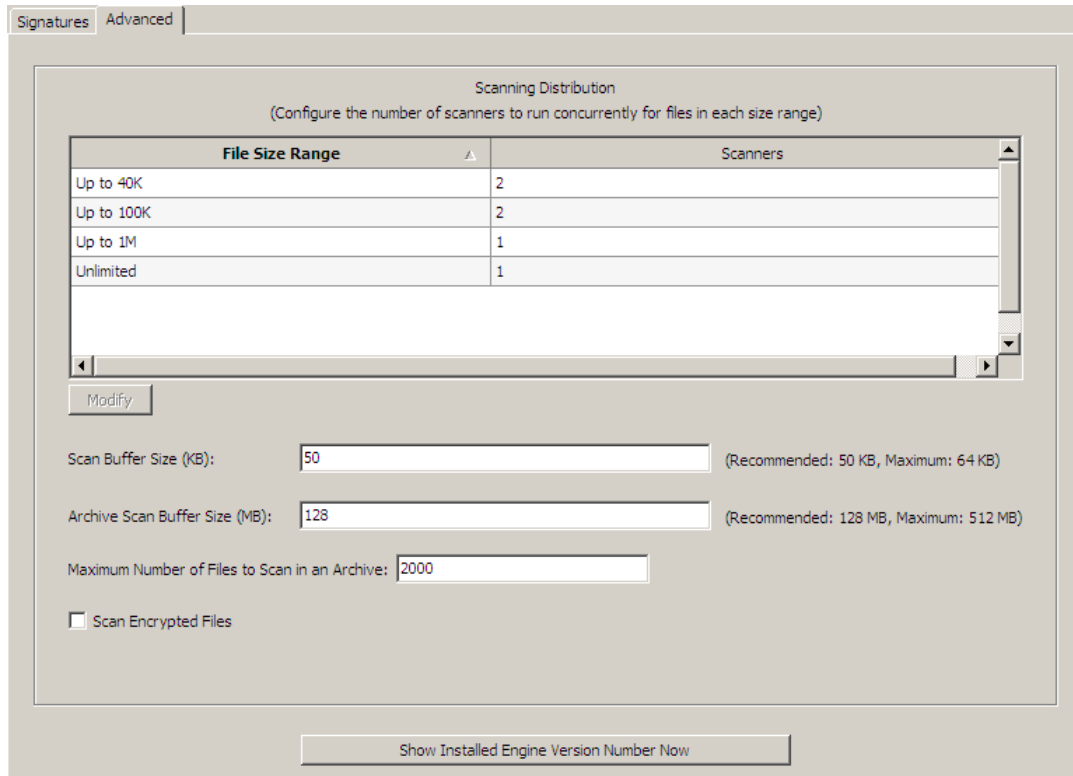 Signatures Advanced
Scanning Distribution
(Configure the number of scanners to run concurrently for files in each size range)
File Size Range Scanners
Up to 40K 2
Up to 100K 2
Up to 1M 1
Unlimited 1
Modify
Scan Buffer Size (KB): 50 (Recommended: 50 KB, Maximum: 64 KB)
Archive Scan Buffer Size (MB): 128 (Recommended: 128 MB, Maximum: 512 MB)
Maximum Number of Files to Scan in an Archive: 2000
Scan Encrypted Files
Show Installed Engine Version Number Now